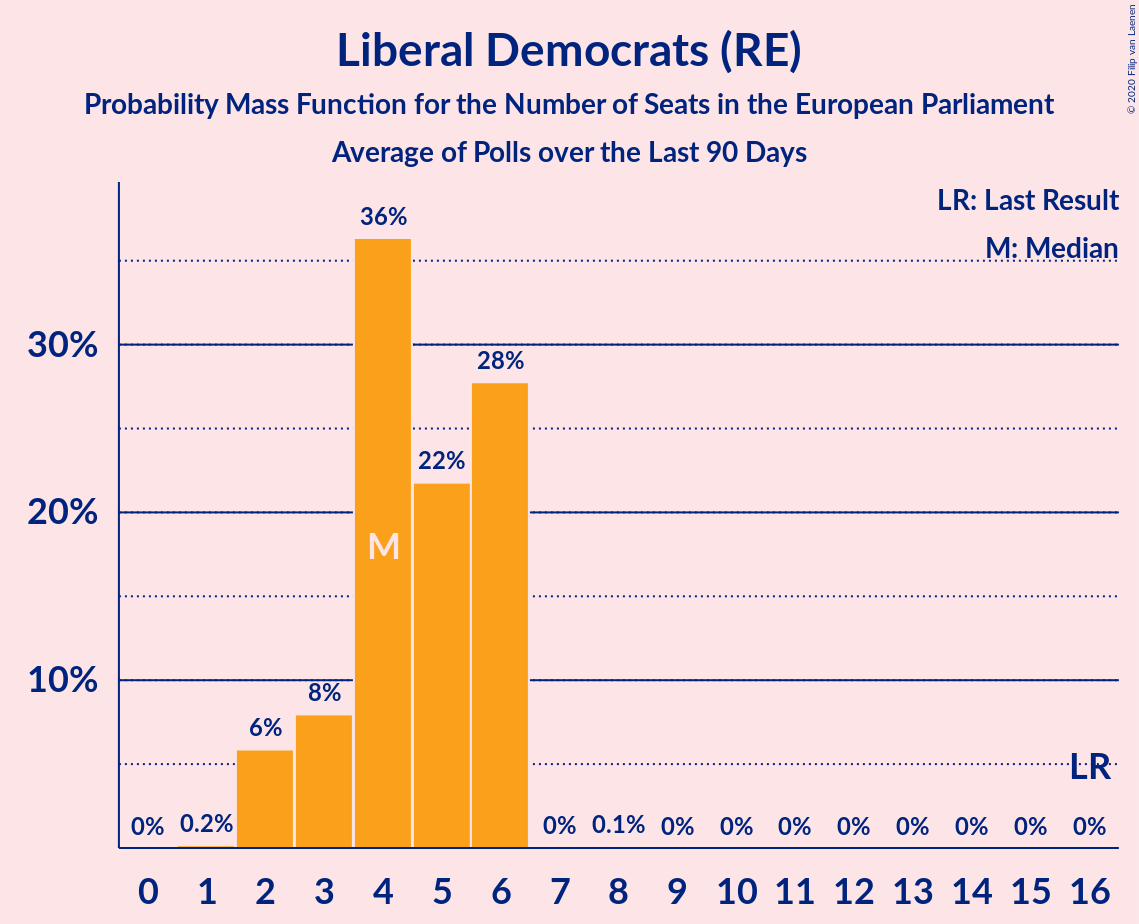 Liberal Democrats (RE)
Probability Mass Function for the Number of Seats in the European Parliament
Average of Polls over the Last 90 Days
© 2020 Filip van Laenen
LR: Last Result
M: Median
36%
30%
28%
22%
20%
M
10%
8%
6%
LR
0% 0.2% 0% 0.1% 0% 0% 0% 0% 0% 0% 0% 0%
0 1 2 3 4 5 6 7 8 9 10 11 12 13 14 15 16